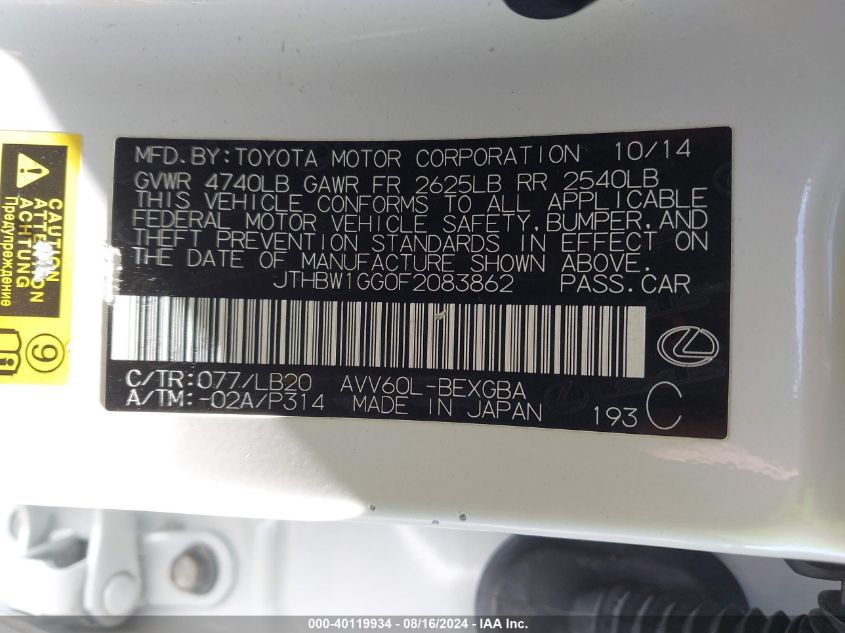 MFD. BY: TOYOTA MOTOR CORPORATION 10/14
GVWR 4740LB GAWR FR 2625LB RR 2540LB
THIS VEHICLE CONFORMS TO ALL APPLICABLE
FEDERAL MOTOR VEHICLE SAFETY, BUMPER, AND
THEFT PREVENTION STANDARDS IN EFFECT ON
THE DATE OF MANUFACTURE SHOWN ABOVE.
JTHBW1GG0F2083862 PASS. CAR
C/TR: 077/LB20 AVV60L-BEXGBA
A/TM: -02A/P314 MADE IN JAPAN 193 C
CAUTION
ATTENTION
ACHTUNG
Предупреждение
9
000-40119934 - 08/16/2024 - IAA Inc.